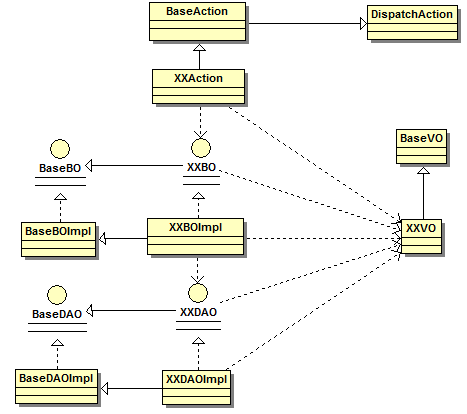 BaseAction
DispatchAction
XXAction
BaseVO
BaseBO
XXBO
BaseBOImpl
XXBOImpl
XXVO
BaseDAO
XXDAO
BaseDAOImpl
XXDAOImpl